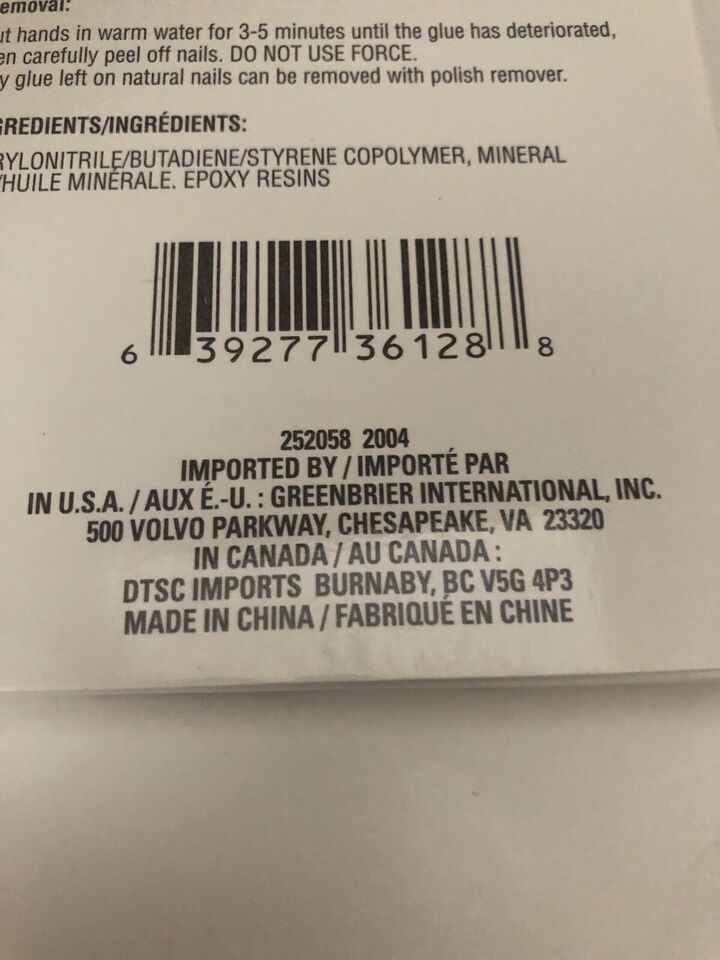 emoval:
ut hands in warm water for 3-5 minutes until the glue has deteriorated,
en carefully peel off nails. DO NOT USE FORCE.
y glue left on natural nails can be removed with polish remover.
GREDIENTS/INGRÉDIENTS:
RYLONITRILE/BUTADIENE/STYRENE COPOLYMER, MINERAL
/HUILE MINÉRALE. EPOXY RESINS
6 39277 36128 8
252058 2004
IMPORTED BY / IMPORTÉ PAR
IN U.S.A. / AUX É.-U. : GREENBRIER INTERNATIONAL, INC.
500 VOLVO PARKWAY, CHESAPEAKE, VA 23320
IN CANADA / AU CANADA :
DTSC IMPORTS BURNABY, BC V5G 4P3
MADE IN CHINA / FABRIQUÉ EN CHINE